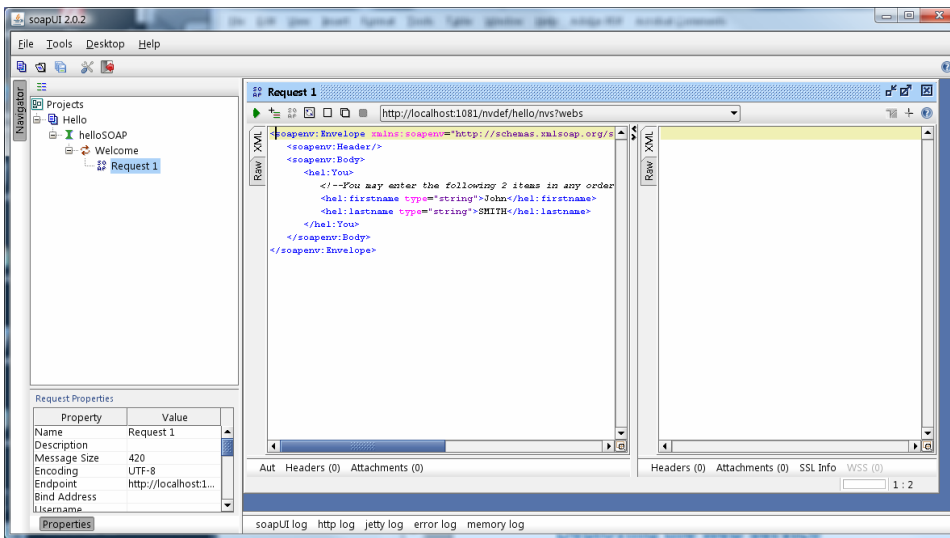 soapUI 2.0.2
File Tools Desktop Help
Navigator
Projects
Hello
helloSOAP
Welcome
Request 1
Request Properties
Property Value
Name Request 1
Description
Message Size 420
Encoding UTF-8
Endpoint http://localhost:1...
Bind Address
Username
Properties
Request 1
http://localhost:1081/nvdef/hello/nvs?webs
XML
Raw
<soapenv:Envelope xmlns:soapenv="http://schemas.xmlsoap.org/s
<soapenv:Header/>
<soapenv:Body>
<hel:You>
<!--You may enter the following 2 items in any order
<hel:firstname type="string">John</hel:firstname>
<hel:lastname type="string">SMITH</hel:lastname>
</hel:You>
</soapenv:Body>
</soapenv:Envelope>
Aut Headers (0) Attachments (0)
XML
Raw
Headers (0) Attachments (0) SSL Info WSS (0)
1 : 2
soapUI log http log jetty log error log memory log